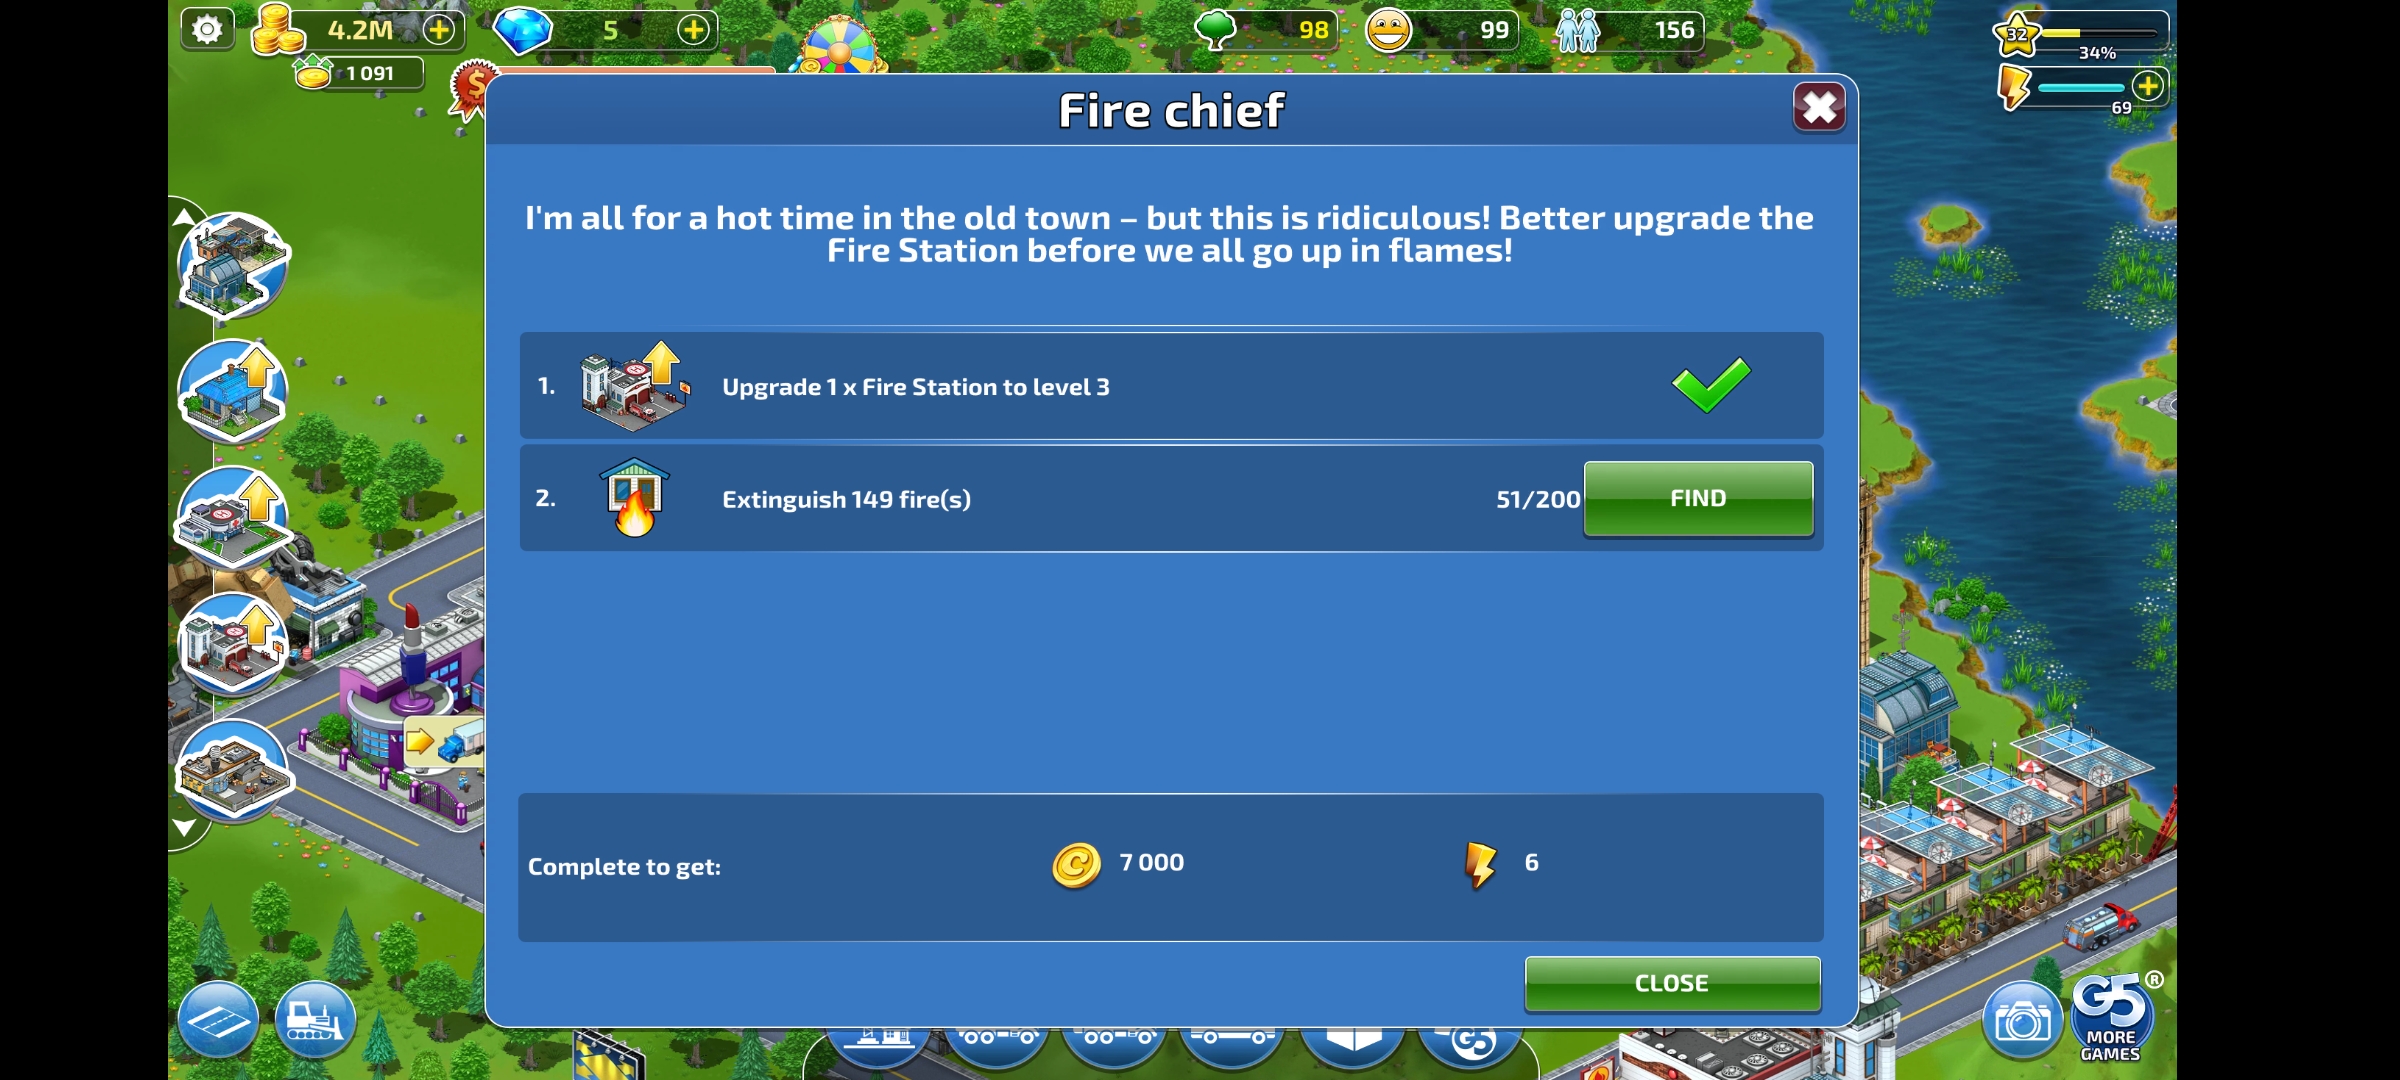 4.2M
5
98
99
156
32
34%
1 091
69
Fire chief
I'm all for a hot time in the old town – but this is ridiculous! Better upgrade the
Fire Station before we all go up in flames!
1.
Upgrade 1 x Fire Station to level 3
2.
Extinguish 149 fire(s)
51/200
FIND
Complete to get:
7 000
6
CLOSE
G5
G5®
MORE
GAMES